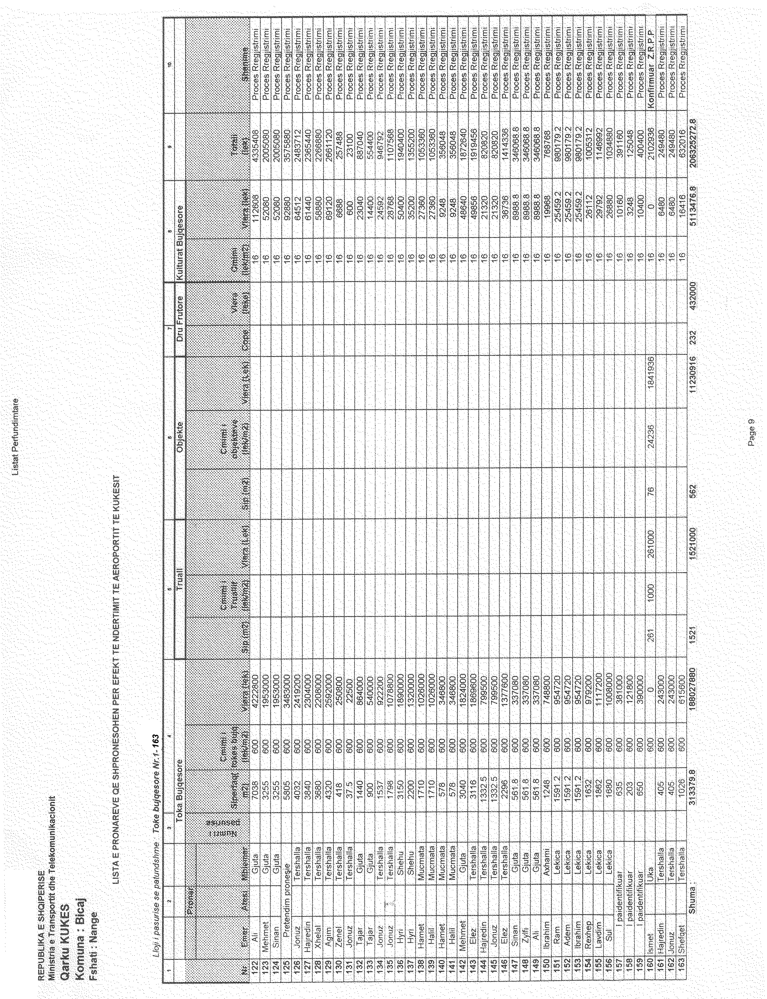 Listat Perfundimtare
REPUBLIKA E SHQIPERISE
Ministria e Transportit dhe Telekomunikacionit
Qarku KUKES
Komuna : Bicaj
Fshati : Nange
LISTA E PRONAREVE QE SHPRONESOHEN PER EFEKT TE NDERTIMIT TE AEROPORTIT TE KUKESIT
Lloji i pasurise se patundshme Toke bujqesore Nr.1- 163
1 2 3 4 5 6 7 8 9 10
Toka Bujqesore Truall Objekte Dru Frutore Kulturat Bujqesore
Pronar
Nr Emer Atesi Mbiemer Numri i pasurise Siperfaqf m2) Cmimi i tokes bujq (lek/m2) Vlera (lek) Sip (m2) Cmimi i Truallit (lek/m2) Vlera (Lek) Sip (m2) Cmimi i objekteve (lek/m2) Vlera (Lek) Cope Vlere (leke) Cmimi (lek/m2) Vlera (lek) Totali (lek) Shenime
122 Ali Gjuta 7038 600 4222800 16 112608 4335408 Proces Rregjistrimi
123 Mehmet Gjuta 3255 600 1953000 16 52080 2005080 Proces Rregjistrimi
124 Sinan Gjuta 3255 600 1953000 16 52080 2005080 Proces Rregjistrimi
125 Pretendim pronesie 5805 600 3483000 16 92880 3575880 Proces Rregjistrimi
126 Jonuz Tershalla 4032 600 2419200 16 64512 2483712 Proces Rregjistrimi
127 Hajredin Tershalla 3840 600 2304000 16 61440 2365440 Proces Rregjistrimi
128 Xhelal Tershalla 3680 600 2208000 16 58880 2266880 Proces Rregjistrimi
129 Agim Tershalla 4320 600 2592000 16 69120 2661120 Proces Rregjistrimi
130 Zenel Tershalla 418 600 250800 16 6688 257488 Proces Rregjistrimi
131 Jonuz Tershalla 37.5 600 22500 16 600 23100 Proces Rregjistrimi
132 Tajar Gjuta 1440 600 864000 16 23040 887040 Proces Rregjistrimi
133 Tajar Gjuta 900 600 540000 16 14400 554400 Proces Rregjistrimi
134 Jonuz Tershalla 1537 600 922200 16 24592 946792 Proces Rregjistrimi
135 Jonuz Tershalla 1798 600 1078800 16 28768 1107568 Proces Rregjistrimi
136 Hyri Shehu 3150 600 1890000 16 50400 1940400 Proces Rregjistrimi
137 Hyri Shehu 2200 600 1320000 16 35200 1355200 Proces Rregjistrimi
138 Hamet Mucmata 1710 600 1026000 16 27360 1053360 Proces Rregjistrimi
139 Halil Mucmata 1710 600 1026000 16 27360 1053360 Proces Rregjistrimi
140 Hamet Mucmata 578 600 346800 16 9248 356048 Proces Rregjistrimi
141 Halil Mucmata 578 600 346800 16 9248 356048 Proces Rregjistrimi
142 Mehmet Gjuta 3040 600 1824000 16 48640 1872640 Proces Rregjistrimi
143 Elez Tershalla 3116 600 1869600 16 49856 1919456 Proces Rregjistrimi
144 Hajredin Tershalla 1332.5 600 799500 16 21320 820820 Proces Rregjistrimi
145 Jonuz Tershalla 1332.5 600 799500 16 21320 820820 Proces Rregjistrimi
146 Elez Tershalla 2296 600 1377600 16 36736 1414336 Proces Rregjistrimi
147 Sinan Gjuta 561.8 600 337080 16 8988.8 346068.8 Proces Rregjistrimi
148 Zylfi Gjuta 561.8 600 337080 16 8988.8 346068.8 Proces Rregjistrimi
149 Ali Gjuta 561.8 600 337080 16 8988.8 346068.8 Proces Rregjistrimi
150 Ibrahim Axhami 1248 600 748800 16 19968 768768 Proces Rregjistrimi
151 Ram Lekica 1591.2 600 954720 16 25459.2 980179.2 Proces Rregjistrimi
152 Adem Lekica 1591.2 600 954720 16 25459.2 980179.2 Proces Rregjistrimi
153 Ibrahim Lekica 1591.2 600 954720 16 25459.2 980179.2 Proces Rregjistrimi
154 Rexhep Lekica 1632 600 979200 16 26112 1005312 Proces Rregjistrimi
155 Lavdim Lekica 1862 600 1117200 16 29792 1146992 Proces Rregjistrimi
156 Sul Lekica 1680 600 1008000 16 26880 1034880 Proces Rregjistrimi
157 I paidentifikuar 635 600 381000 16 10160 391160 Proces Rregjistrimi
158 I paidentifikuar 203 600 121800 16 3248 125048 Proces Rregjistrimi
159 I paidentifikuar 650 600 390000 16 10400 400400 Proces Rregjistrimi
160 Ismet Uka 600 0 261 1000 261000 76 24236 1841936 16 0 2102936 Konfirmuar Z.R.P.P
161 Hajredin Tershalla 405 600 243000 16 6480 249480 Proces Rregjistrimi
162 Jonuz Tershalla 405 600 243000 16 6480 249480 Proces Rregjistrimi
163 Shefqet Tershalla 1026 600 615600 16 16416 632016 Proces Rregjistrimi
Shuma : 313379.8 188027880 1521 1521000 562 11230916 232 432000 5113476.8 206325272.8
Page 9